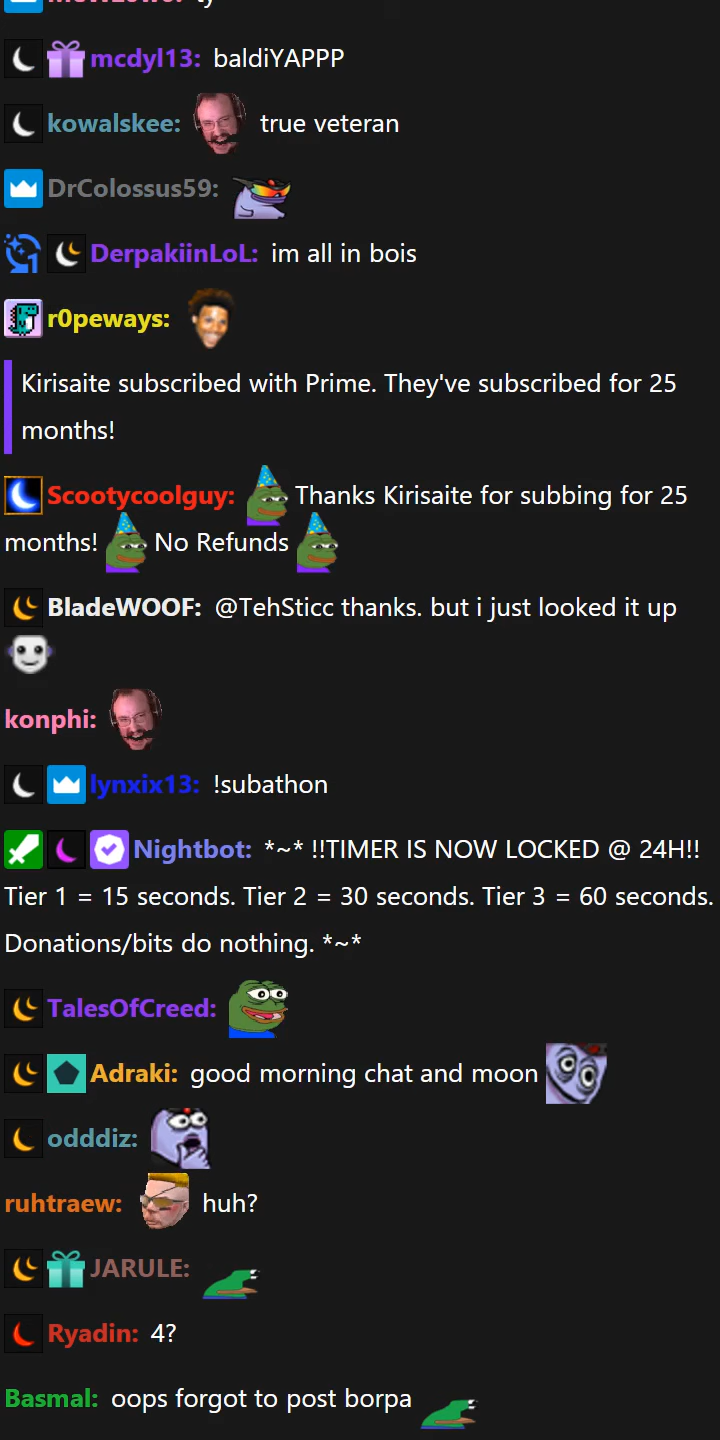 mcdyl13: baldiYAPPP
kowalskee: true veteran
DrColossus59:
DerpakiinLoL: im all in bois
r0peways:
Kirisaite subscribed with Prime. They've subscribed for 25
months!
Scootycoolguy: Thanks Kirisaite for subbing for 25
months! No Refunds
BladeWOOF: @TehSticc thanks. but i just looked it up
konphi:
lynxix13: !subathon
Nightbot: *~* !!TIMER IS NOW LOCKED @ 24H!!
Tier 1 = 15 seconds. Tier 2 = 30 seconds. Tier 3 = 60 seconds.
Donations/bits do nothing. *~*
TalesOfCreed:
Adraki: good morning chat and moon
odddiz:
ruhtraew: huh?
JARULE:
Ryadin: 4?
Basmal: oops forgot to post borpa